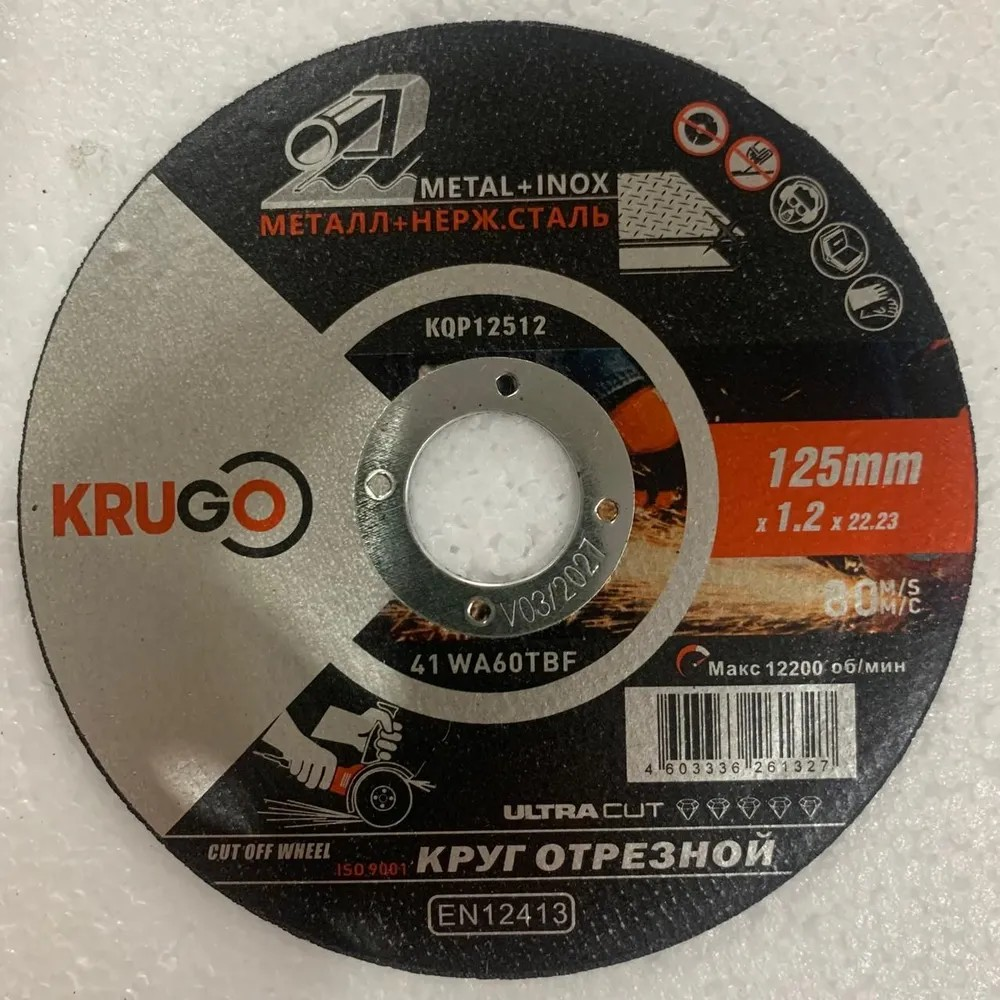 METAL+INOX
МЕТАЛЛ+НЕРЖ.СТАЛЬ
KQP12512
KRUGO
125mm
x 1.2 x 22.23
V03/2027
80 M/S
М/С
41 WA60TBF
Макс 12200 об/мин
4 603336 261327
ULTRA CUT
CUT OFF WHEEL
ISO 9001
КРУГ ОТРЕЗНОЙ
EN12413